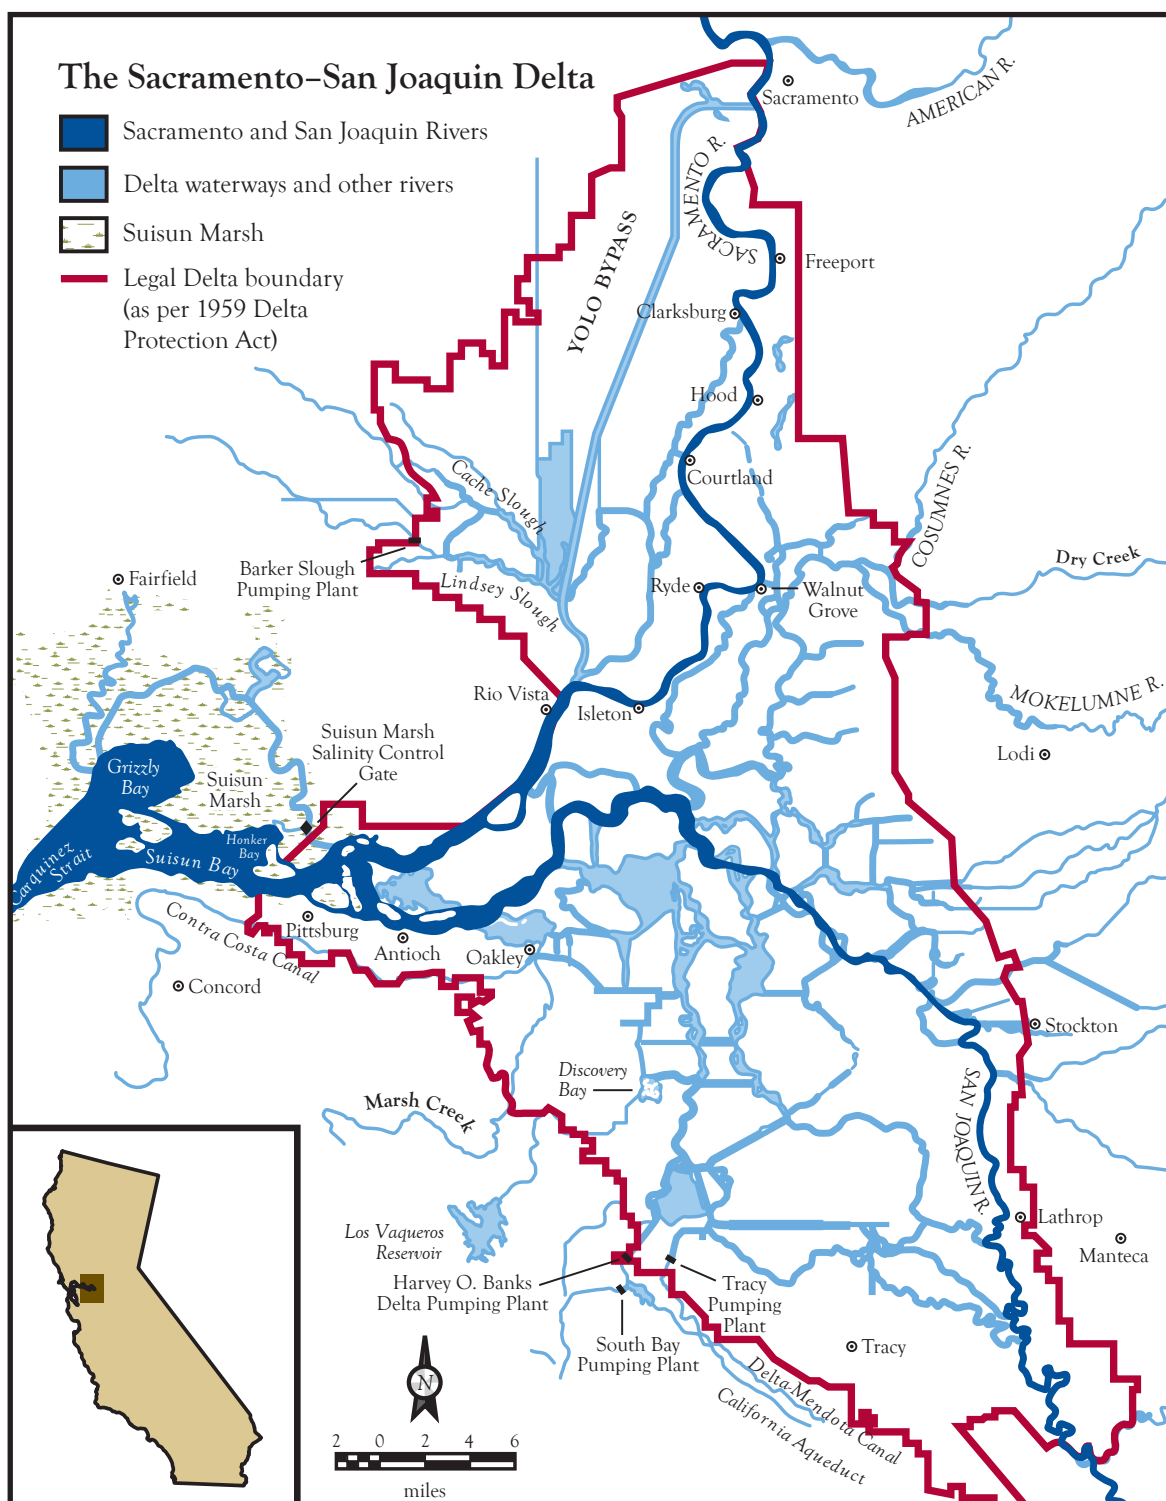 The Sacramento–San Joaquin Delta
Sacramento and San Joaquin Rivers
Delta waterways and other rivers
Suisun Marsh
Legal Delta boundary
(as per 1959 Delta
Protection Act)
Sacramento
AMERICAN R.
SACRAMENTO R.
YOLO BYPASS
Freeport
Clarksburg
Hood
Courtland
Cache Slough
COSUMNES R.
Barker Slough
Pumping Plant
Lindsey Slough
Dry Creek
Fairfield
Ryde
Walnut
Grove
Rio Vista
Isleton
MOKELUMNE R.
Lodi
Suisun Marsh
Salinity Control
Gate
Grizzly
Bay
Suisun
Marsh
Honker
Bay
Suisun Bay
Carquinez
Strait
Contra Costa Canal
Pittsburg
Antioch
Oakley
Concord
Stockton
Discovery
Bay
Marsh Creek
SAN JOAQUIN R.
Lathrop
Manteca
Los Vaqueros
Reservoir
Harvey O. Banks
Delta Pumping Plant
Tracy
Pumping
Plant
South Bay
Pumping Plant
Tracy
Delta-Mendota Canal
California Aqueduct
N
2 0 2 4 6
miles